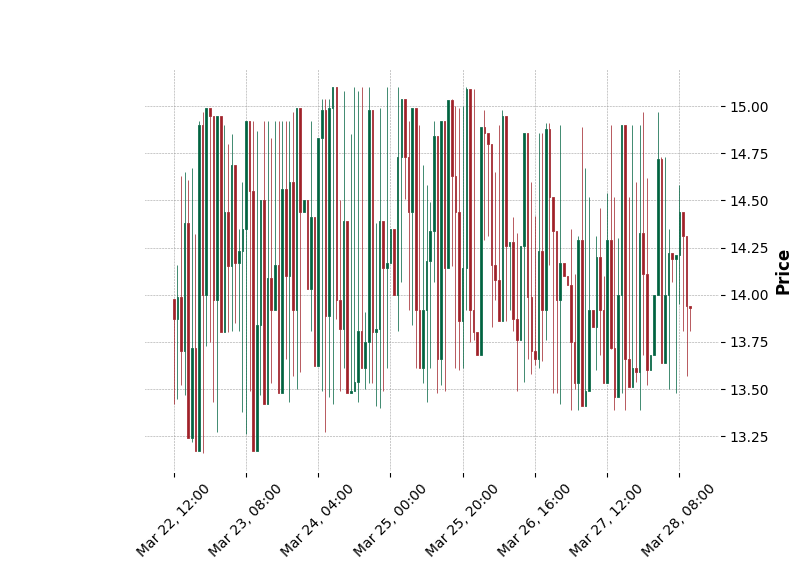 15.00
14.75
14.50
14.25
14.00
13.75
13.50
13.25
Price
Mar 22, 12:00
Mar 23, 08:00
Mar 24, 04:00
Mar 25, 00:00
Mar 25, 20:00
Mar 26, 16:00
Mar 27, 12:00
Mar 28, 08:00